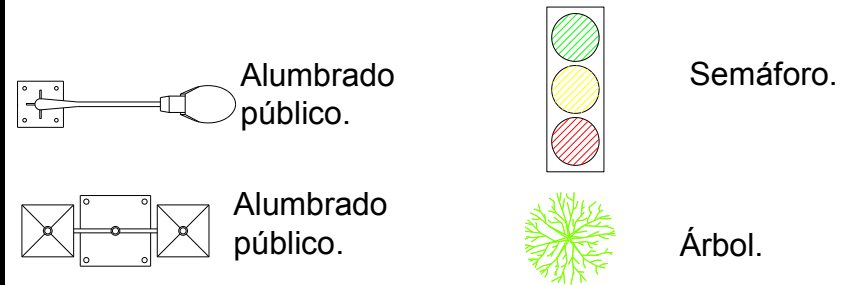 Alumbrado
público.
Semáforo.
Alumbrado
público.
Árbol.